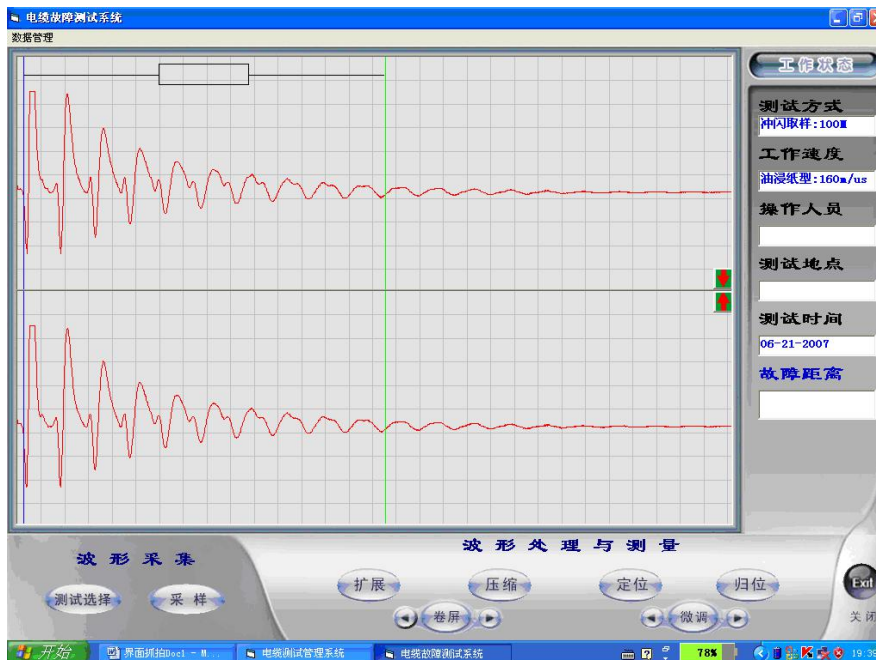 电缆故障测试系统
数据管理
工作状态
测试方式
冲闪取样:100M
工作速度
油浸纸型:160m/us
操作人员
测试地点
测试时间
06-21-2007
故障距离
波形采集
测试选择
采样
波形处理与测量
扩展
压缩
定位
归位
卷屏
微调
Exit
关闭
开始
界面抓拍Doc1 - M...
电缆测试管理系统
电缆故障测试系统
78%
19:39